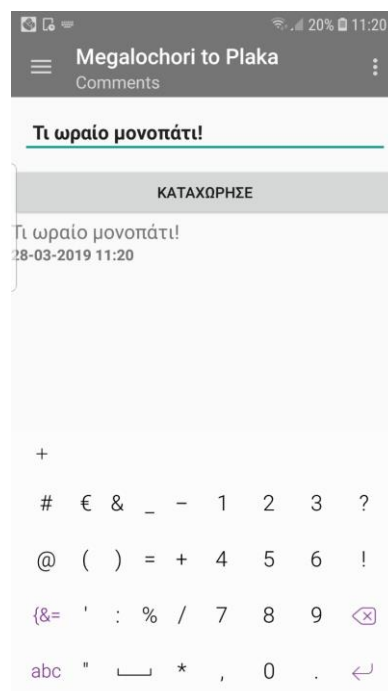 20% 11:20
Megalochori to Plaka
Comments
Τι ωραίο μονοπάτι!
ΚΑΤΑΧΩΡΗΣΕ
Τι ωραίο μονοπάτι!
28-03-2019 11:20
+
# € & _ – 1 2 3 ?
@ ( ) = + 4 5 6 !
{&= ' : % / 7 8 9
abc " * , 0 .